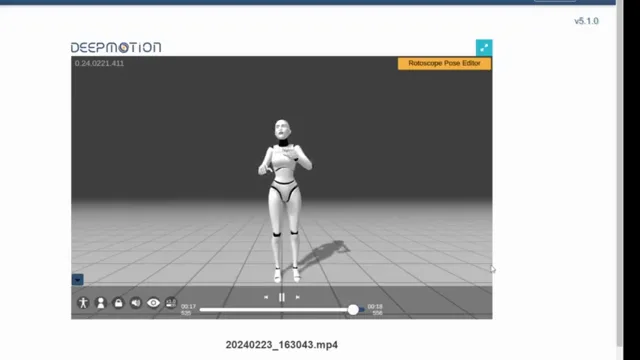 v5.1.0
DEEPMOTION
0.24.0221.411
Rotoscope Pose Editor
00:17
00:18
20240223_163043.mp4